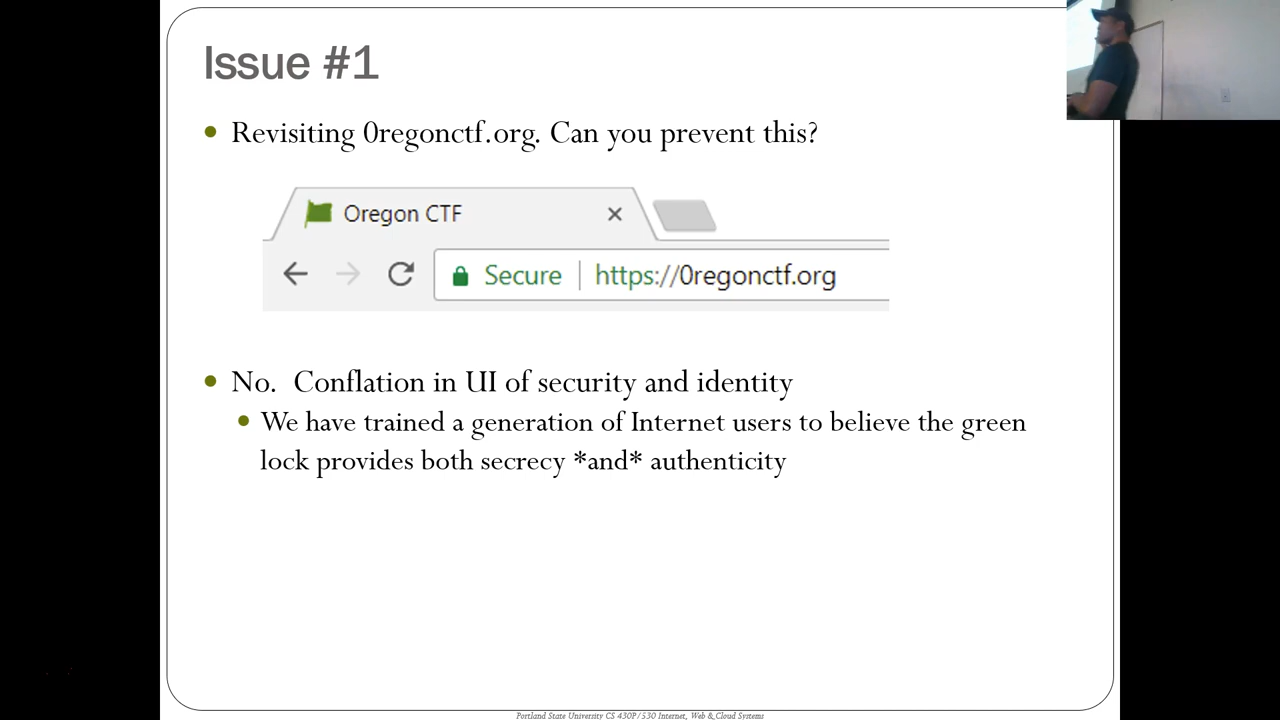 Issue #1
Revisiting 0regonctf.org. Can you prevent this?
Oregon CTF
Secure | https://0regonctf.org
No. Conflation in UI of security and identity
We have trained a generation of Internet users to believe the green
lock provides both secrecy *and* authenticity
Portland State University CS 430P/530 Internet, Web & Cloud Systems